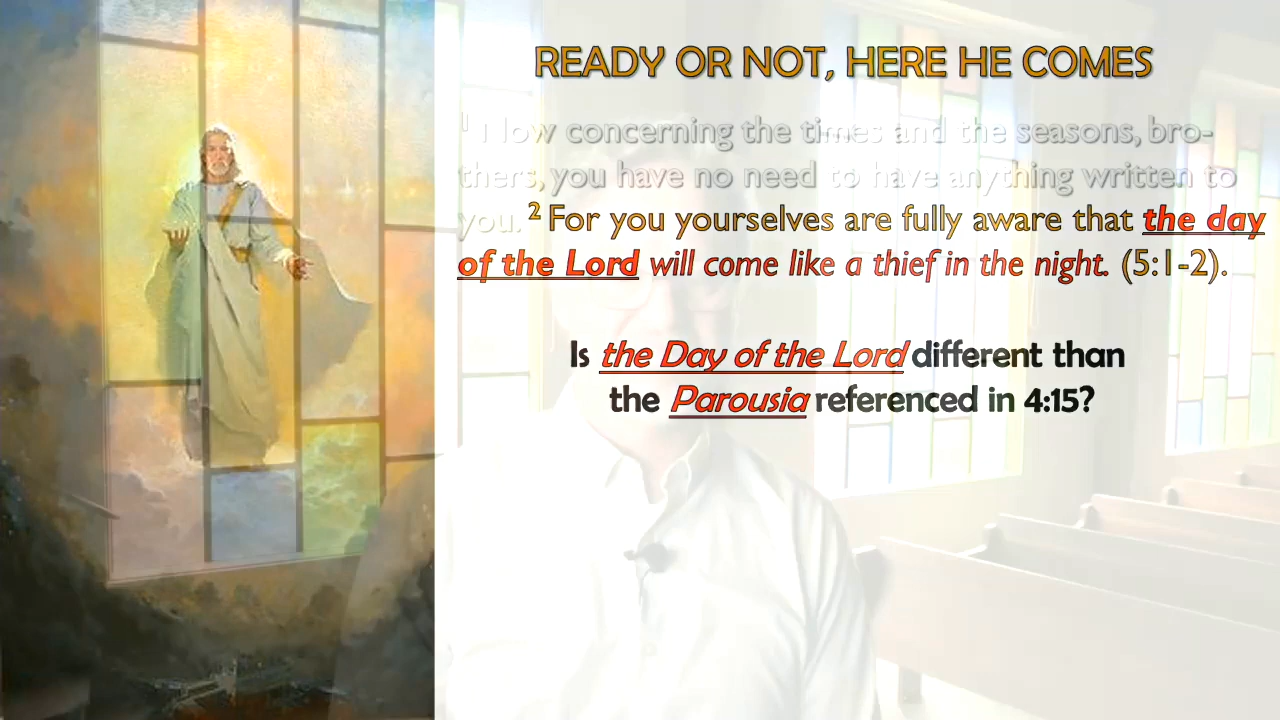 READY OR NOT, HERE HE COMES
1 Now concerning the times and the seasons, bro-
thers, you have no need to have anything written to
you. 2 For you yourselves are fully aware that the day
of the Lord will come like a thief in the night. (5:1-2).
Is the Day of the Lord different than
the Parousia referenced in 4:15?